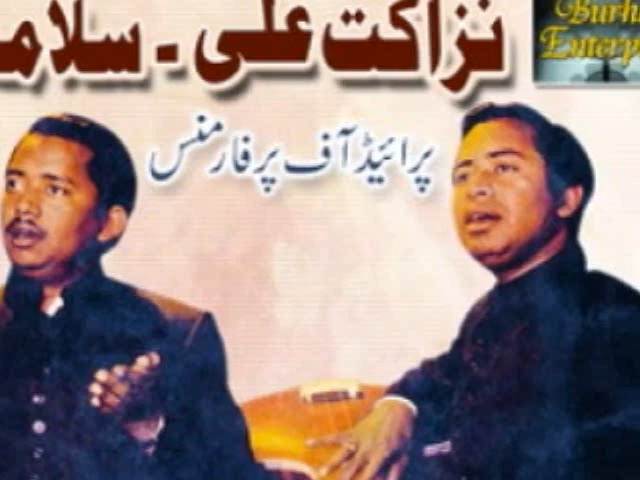 نزاکت علی - سلام
پرائیڈ آف پرفارمنس